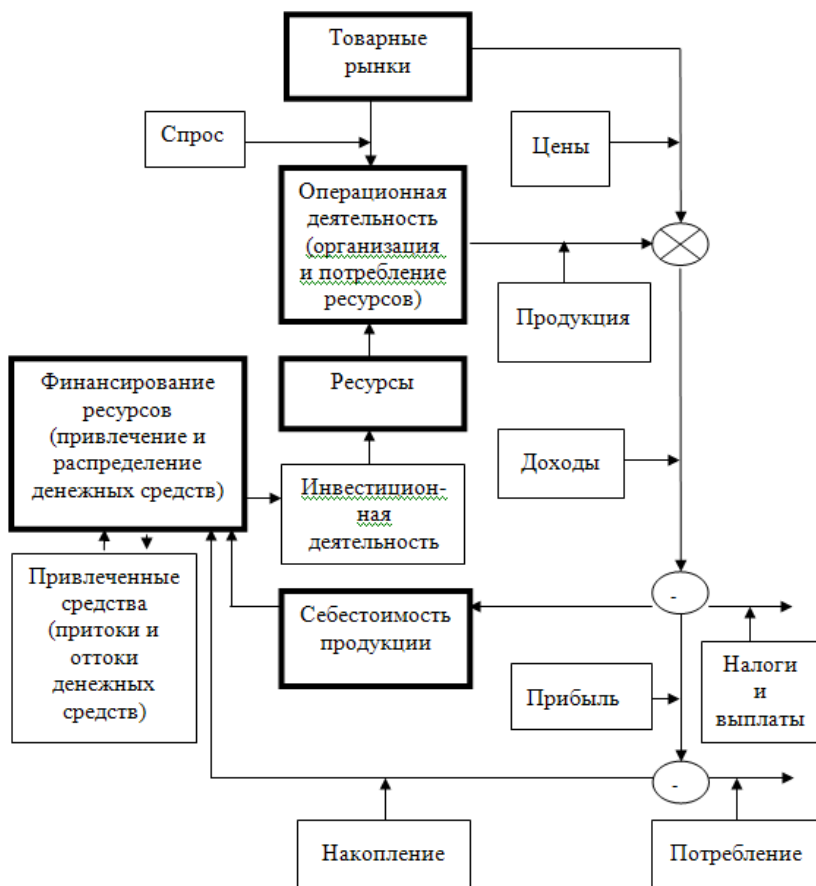 Товарные
рынки
Спрос
Цены
Операционная
деятельность
(организация
и потребление
ресурсов)
Продукция
Финансирование
ресурсов
(привлечение и
распределение
денежных средств)
Ресурсы
Доходы
Инвестицион-
ная
деятельность
Привлеченные
средства
(притоки и
оттоки
денежных
средств)
Себестоимость
продукции
-
Налоги
и
выплаты
Прибыль
-
Накопление
Потребление